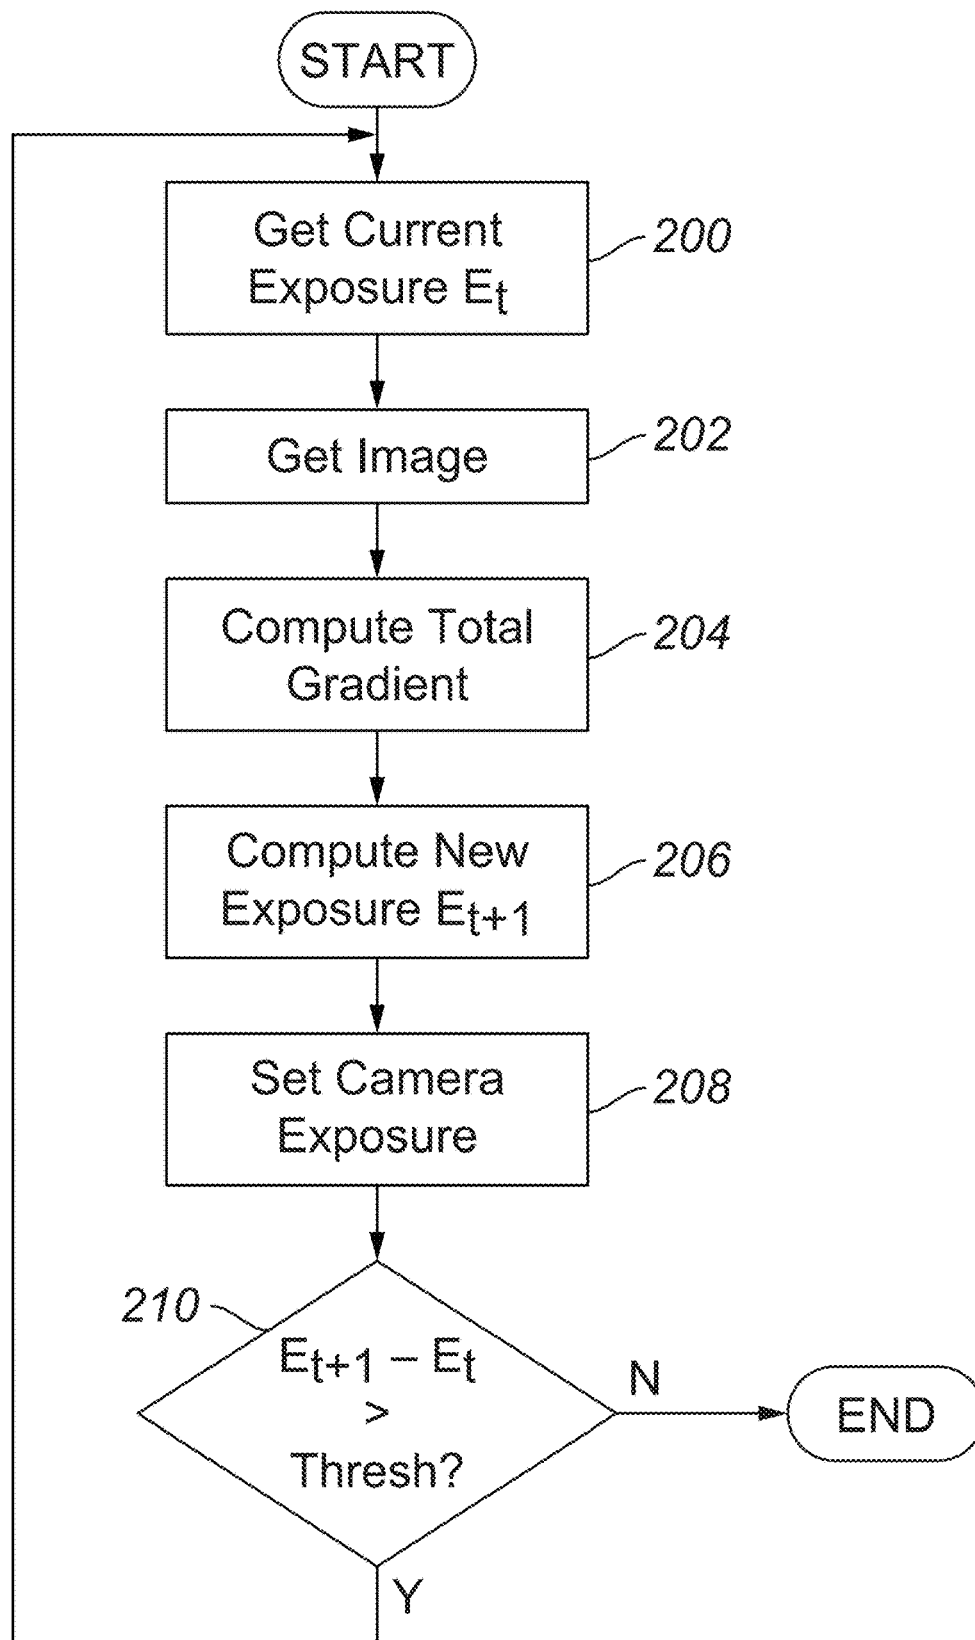 START
Get Current
Exposure Et
200
Get Image
202
Compute Total
Gradient
204
Compute New
Exposure Et+1
206
Set Camera
Exposure
208
210
Et+1 – Et
>
Thresh?
N
END
Y